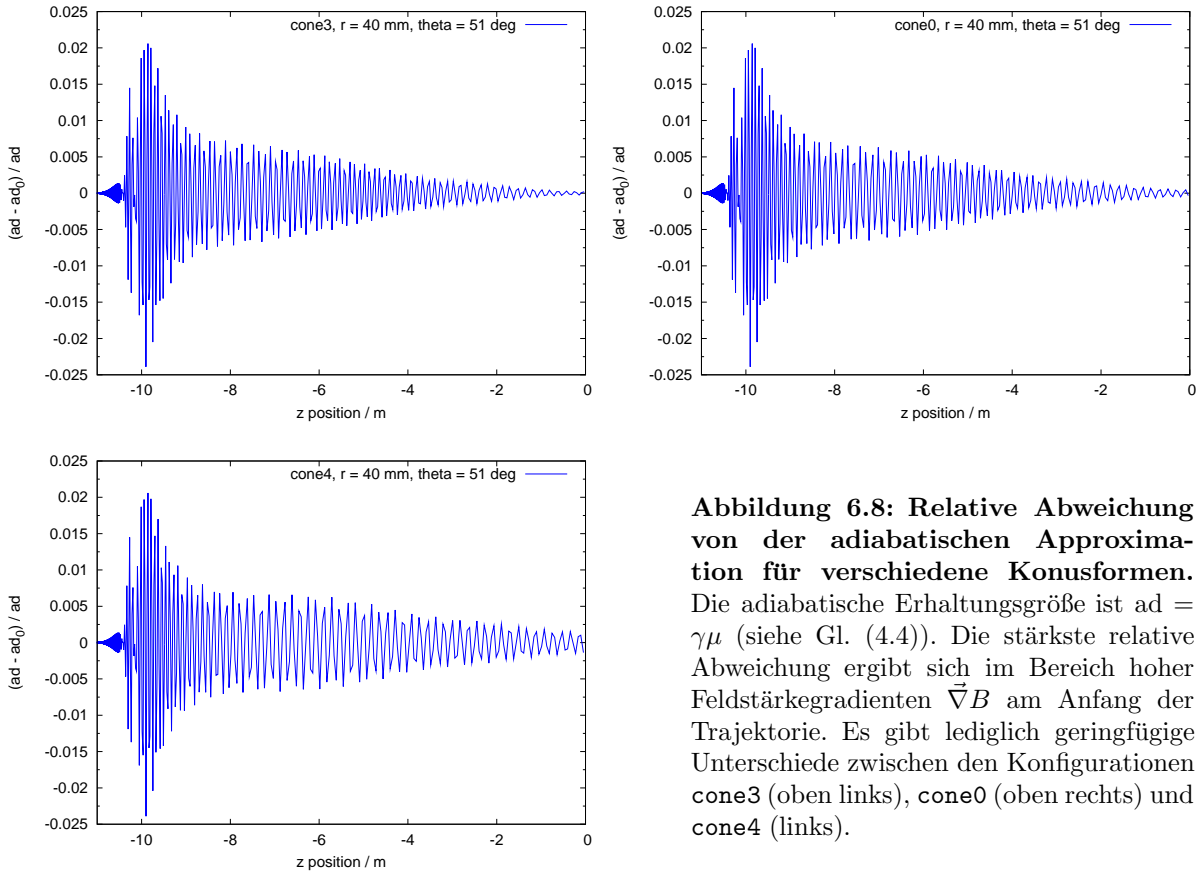 cone3, r = 40 mm, theta = 51 deg
0.025
0.02
0.015
0.01
0.005
0
-0.005
-0.01
-0.015
-0.02
-0.025
(ad - ad₀) / ad
-10
-8
-6
-4
-2
0
z position / m
cone0, r = 40 mm, theta = 51 deg
0.025
0.02
0.015
0.01
0.005
0
-0.005
-0.01
-0.015
-0.02
-0.025
(ad - ad₀) / ad
-10
-8
-6
-4
-2
0
z position / m
cone4, r = 40 mm, theta = 51 deg
0.025
0.02
0.015
0.01
0.005
0
-0.005
-0.01
-0.015
-0.02
-0.025
(ad - ad₀) / ad
-10
-8
-6
-4
-2
0
z position / m
Abbildung 6.8: Relative Abweichung
von der adiabatischen Approxima-
tion für verschiedene Konusformen.
Die adiabatische Erhaltungsgröße ist ad =
γμ (siehe Gl. (4.4)). Die stärkste relative
Abweichung ergibt sich im Bereich hoher
Feldstärkegradienten ∇⃗B am Anfang der
Trajektorie. Es gibt lediglich geringfügige
Unterschiede zwischen den Konfigurationen
cone3 (oben links), cone0 (oben rechts) und
cone4 (links).